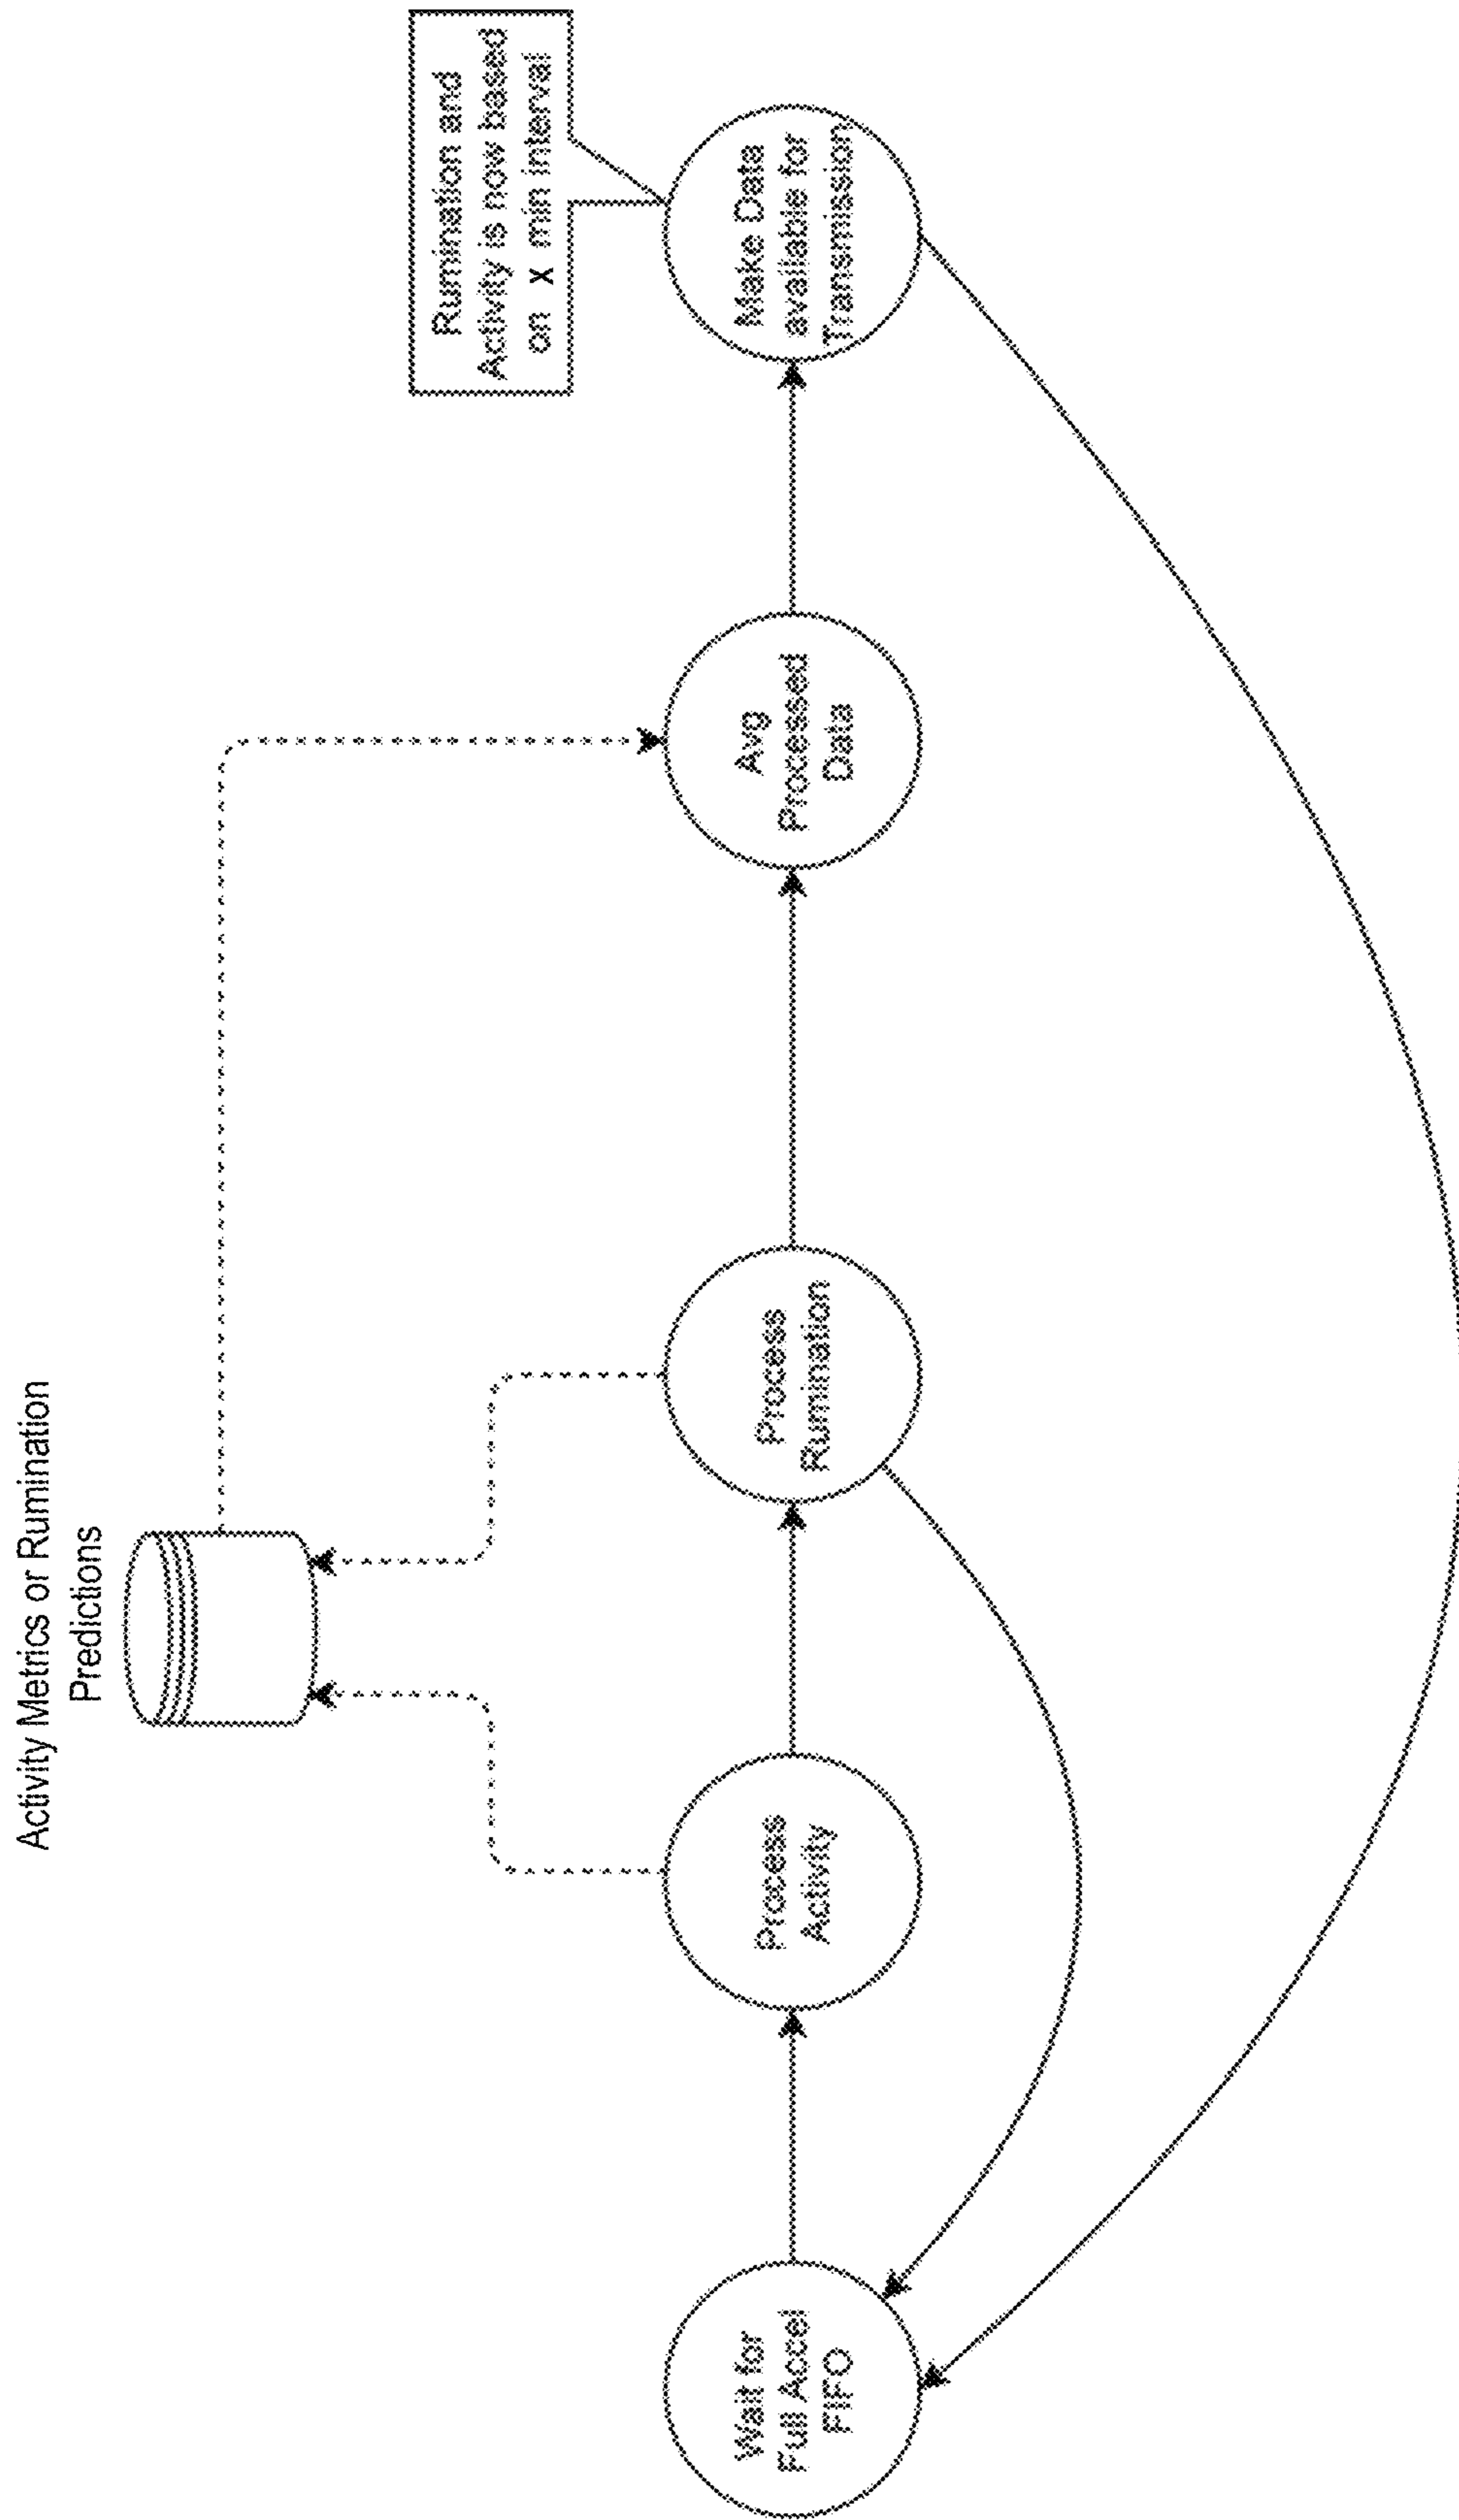 Activity Metrics or Rumination
Predictions
Wait for
Full Accel
FIFO
Process
Activity
Process
Rumination
Avg
Processed
Data
Make Data
available for
Transmission
Rumination and
Activity is now based
on x min interval